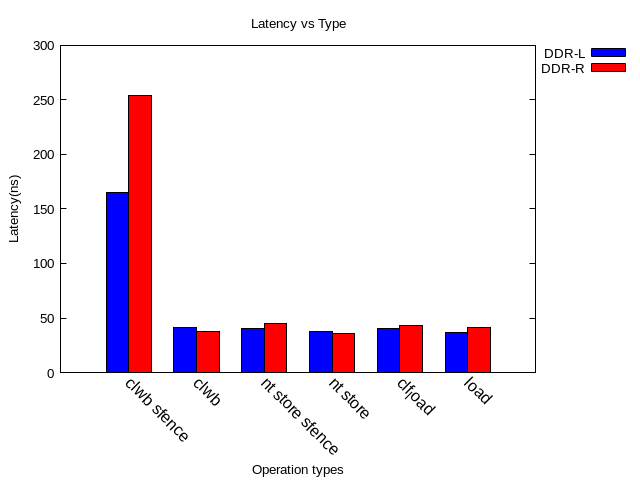 Latency vs Type
DDR-L
DDR-R
300
250
200
150
100
50
0
Latency(ns)
clwb sfence
clwb
nt store sfence
nt store
clfload
load
Operation types